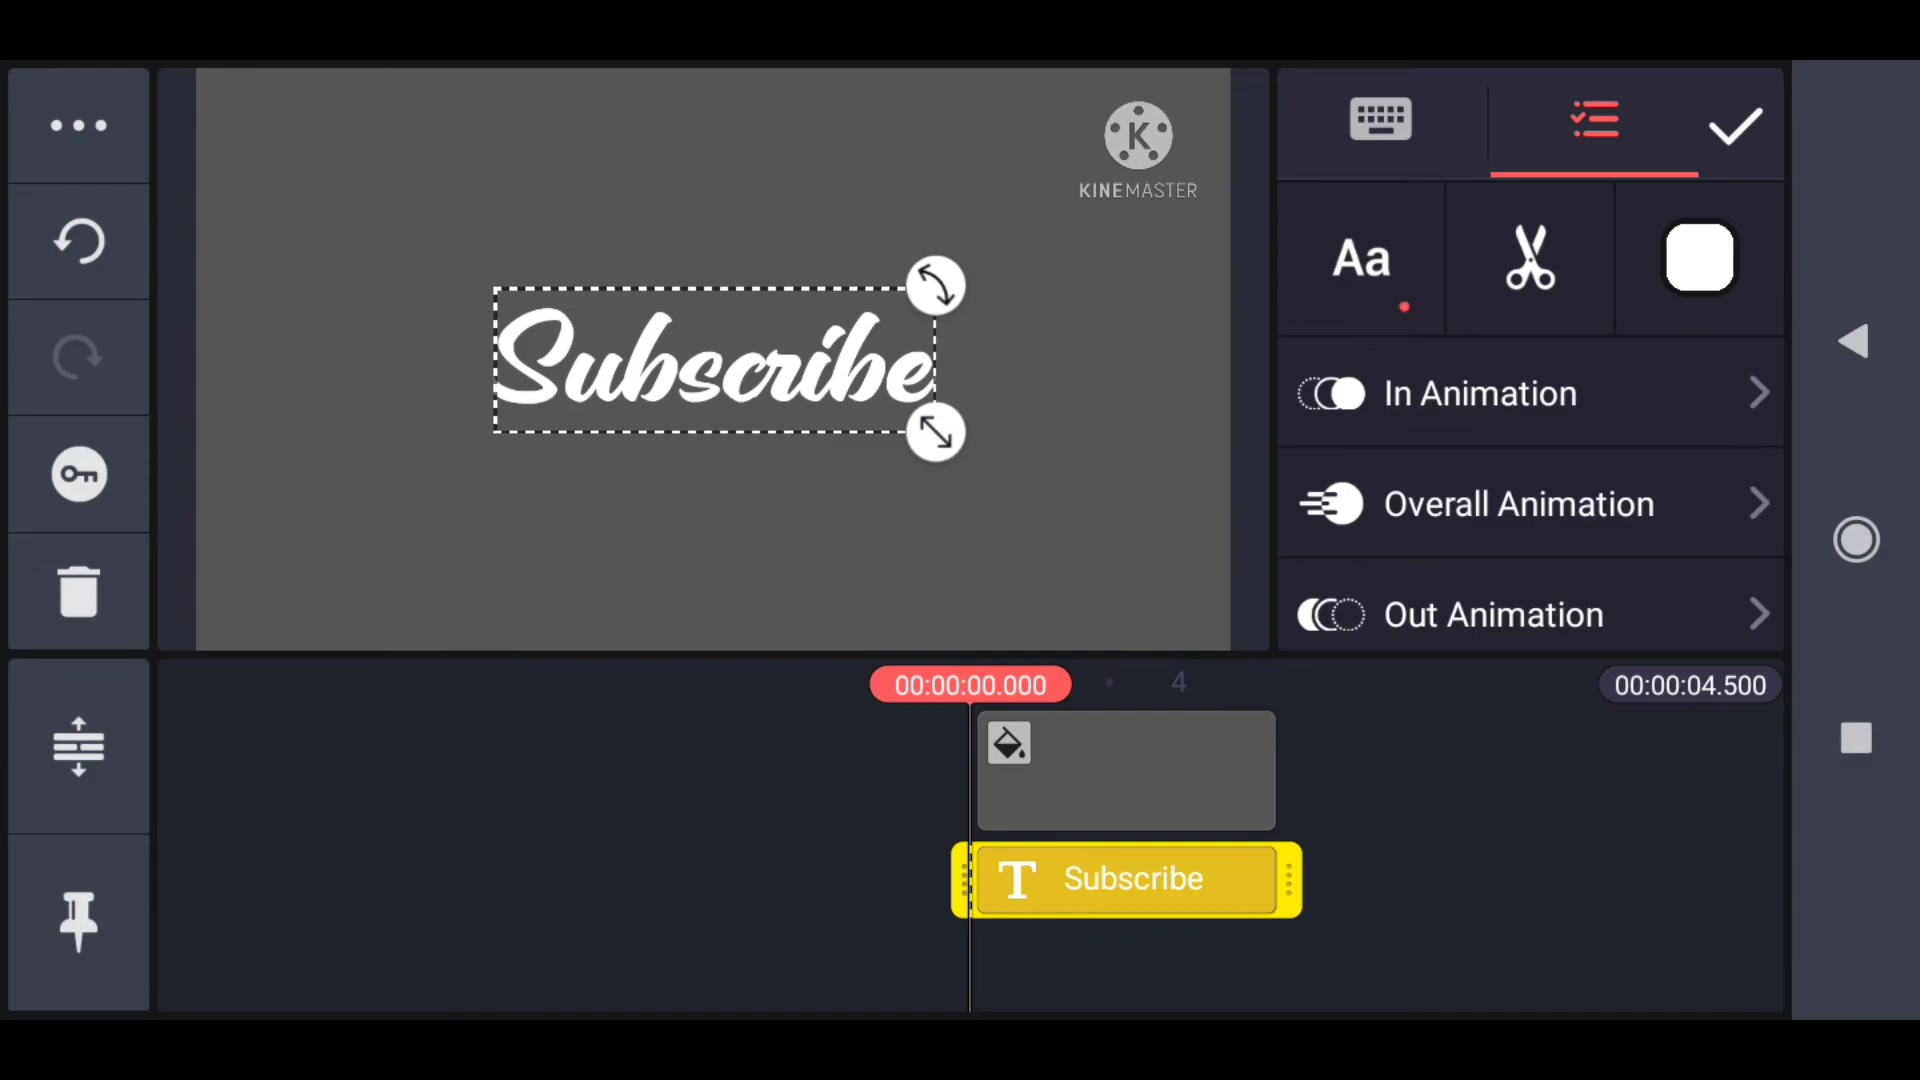 K
KINEMASTER
Subscribe
Aa
In Animation
Overall Animation
Out Animation
00:00:00.000
4
00:00:04.500
T Subscribe